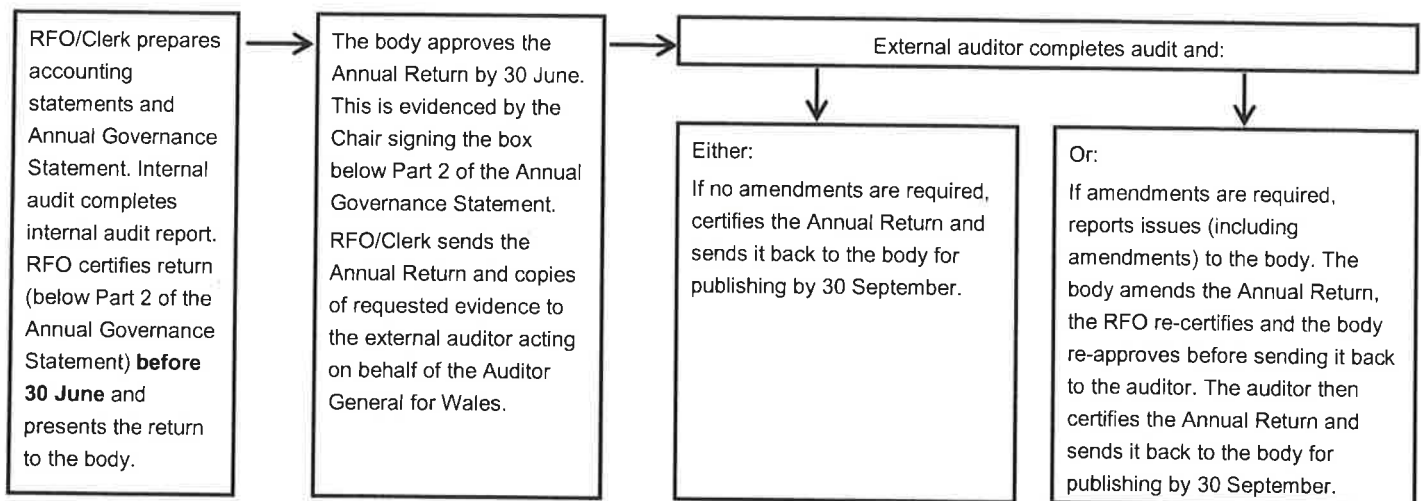 RFO/Clerk prepares
accounting
statements and
Annual Governance
Statement. Internal
audit completes
internal audit report.
RFO certifies return
(below Part 2 of the
Annual Governance
Statement) before
30 June and
presents the return
to the body.
The body approves the
Annual Return by 30 June.
This is evidenced by the
Chair signing the box
below Part 2 of the Annual
Governance Statement.
RFO/Clerk sends the
Annual Return and copies
of requested evidence to
the external auditor acting
on behalf of the Auditor
General for Wales.
External auditor completes audit and:
Either:
If no amendments are required,
certifies the Annual Return and
sends it back to the body for
publishing by 30 September.
Or:
If amendments are required,
reports issues (including
amendments) to the body. The
body amends the Annual Return,
the RFO re-certifies and the body
re-approves before sending it back
to the auditor. The auditor then
certifies the Annual Return and
sends it back to the body for
publishing by 30 September.